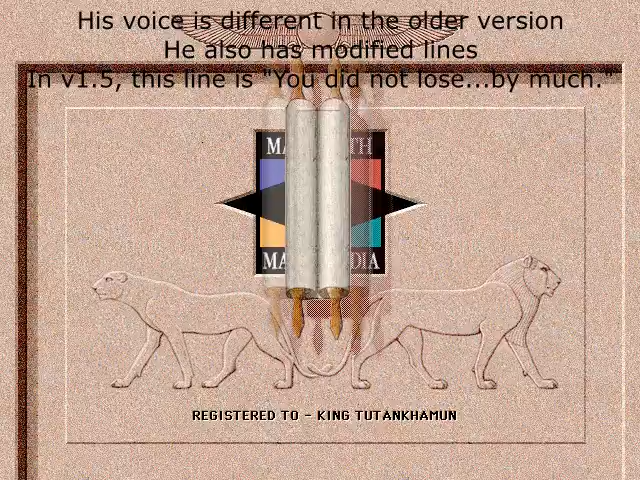 His voice is different in the older version
He also has modified lines
In v1.5, this line is "You did not lose...by much."
REGISTERED TO - KING TUTANKHAMUN